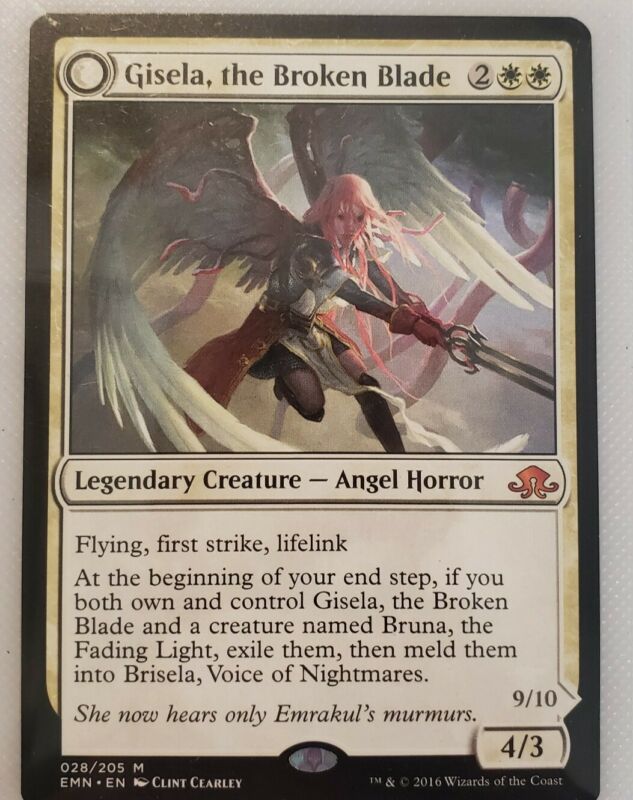 Gisela, the Broken Blade 2
Legendary Creature — Angel Horror
Flying, first strike, lifelink
At the beginning of your end step, if you
both own and control Gisela, the Broken
Blade and a creature named Bruna, the
Fading Light, exile them, then meld them
into Brisela, Voice of Nightmares.
9/10
She now hears only Emrakul's murmurs.
4/3
028/205 M
EMN • EN CLINT CEARLEY
™ & © 2016 Wizards of the Coast